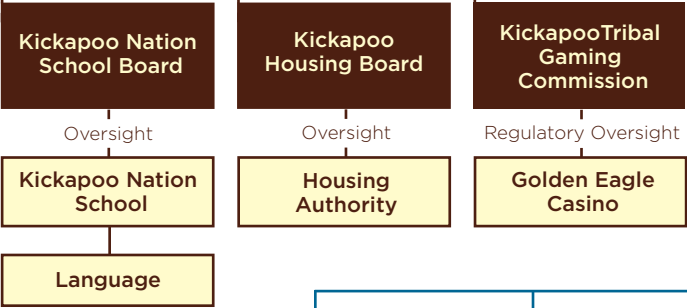 Kickapoo Nation
School Board
Kickapoo
Housing Board
KickapooTribal
Gaming
Commission
Oversight
Oversight
Regulatory Oversight
Kickapoo Nation
School
Housing
Authority
Golden Eagle
Casino
Language